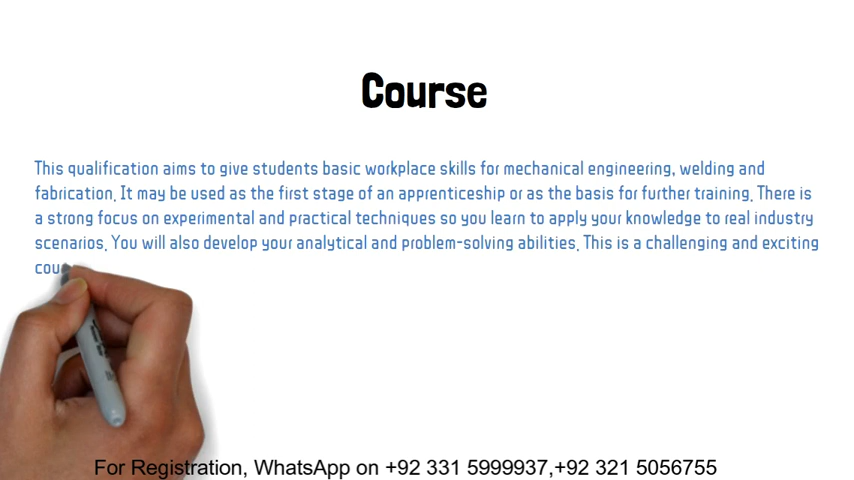 Course
This qualification aims to give students basic workplace skills for mechanical engineering, welding and
fabrication. It may be used as the first stage of an apprenticeship or as the basis for further training. There is
a strong focus on experimental and practical techniques so you learn to apply your knowledge to real industry
scenarios. You will also develop your analytical and problem-solving abilities. This is a challenging and exciting
cou
For Registration, WhatsApp on +92 331 5999937,+92 321 5056755